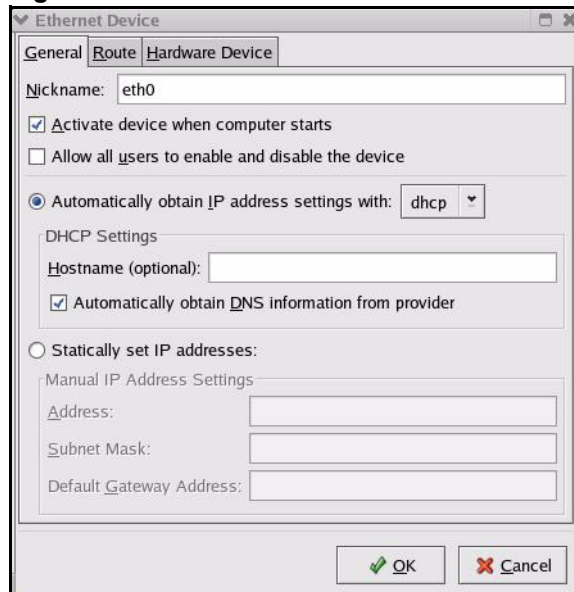 Ethernet Device
General Route Hardware Device
Nickname: eth0
Activate device when computer starts
Allow all users to enable and disable the device
Automatically obtain IP address settings with: dhcp
DHCP Settings
Hostname (optional):
Automatically obtain DNS information from provider
Statically set IP addresses:
Manual IP Address Settings
Address:
Subnet Mask:
Default Gateway Address:
OK Cancel